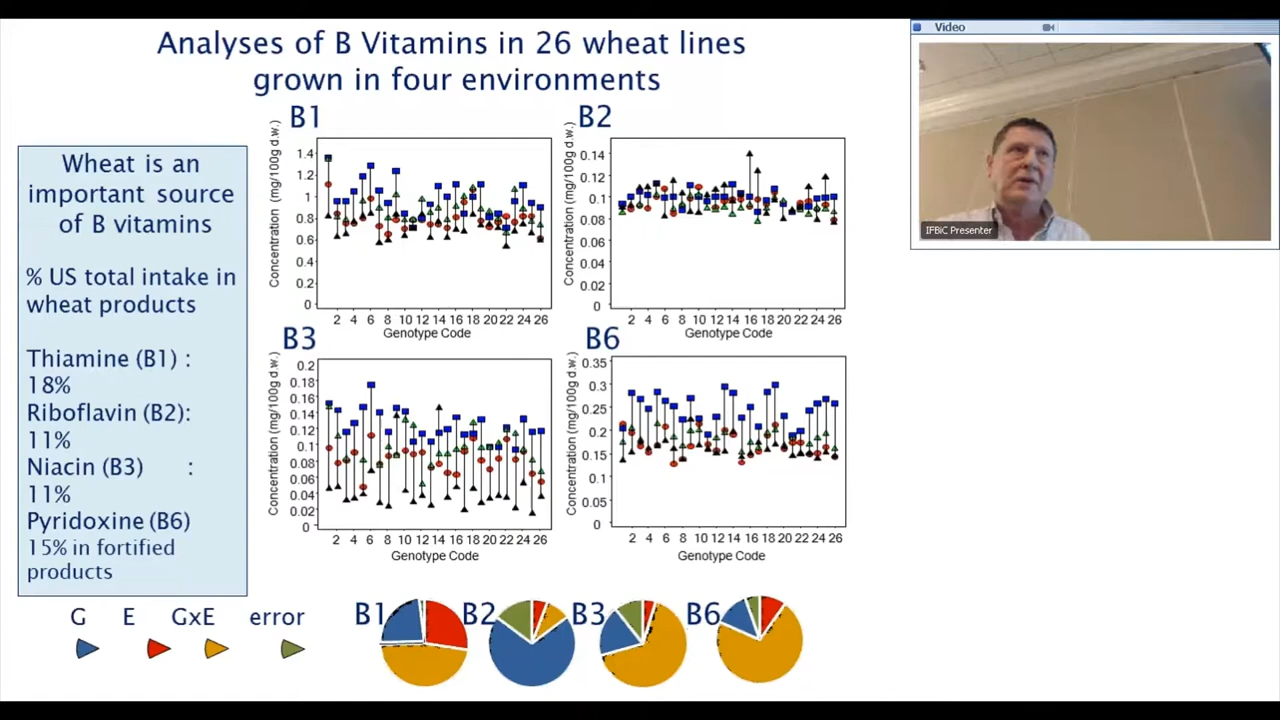 Analyses of B Vitamins in 26 wheat lines
grown in four environments
Wheat is an
important source
of B vitamins
% US total intake in
wheat products
Thiamine (B1) :
18%
Riboflavin (B2):
11%
Niacin (B3) :
11%
Pyridoxine (B6)
15% in fortified
products
B1
Concentration (mg/100g d.w.)
1.4
1.2
1
0.8
0.6
0.4
0.2
0
2 4 6 8 10 12 14 16 18 20 22 24 26
Genotype Code
B2
Concentration (mg/100g d.w.)
0.14
0.12
0.1
0.08
0.06
0.04
0.02
0
2 4 6 8 10 12 14 16 18 20 22 24 26
Genotype Code
B3
Concentration (mg/100g d.w.)
0.2
0.18
0.16
0.14
0.12
0.1
0.08
0.06
0.04
0.02
0
2 4 6 8 10 12 14 16 18 20 22 24 26
Genotype Code
B6
Concentration (mg/100g d.w.)
0.35
0.3
0.25
0.2
0.15
0.1
0.05
0
2 4 6 8 10 12 14 16 18 20 22 24 26
Genotype Code
G E GxE error
B1 B2 B3 B6
Video
IFBiC Presenter